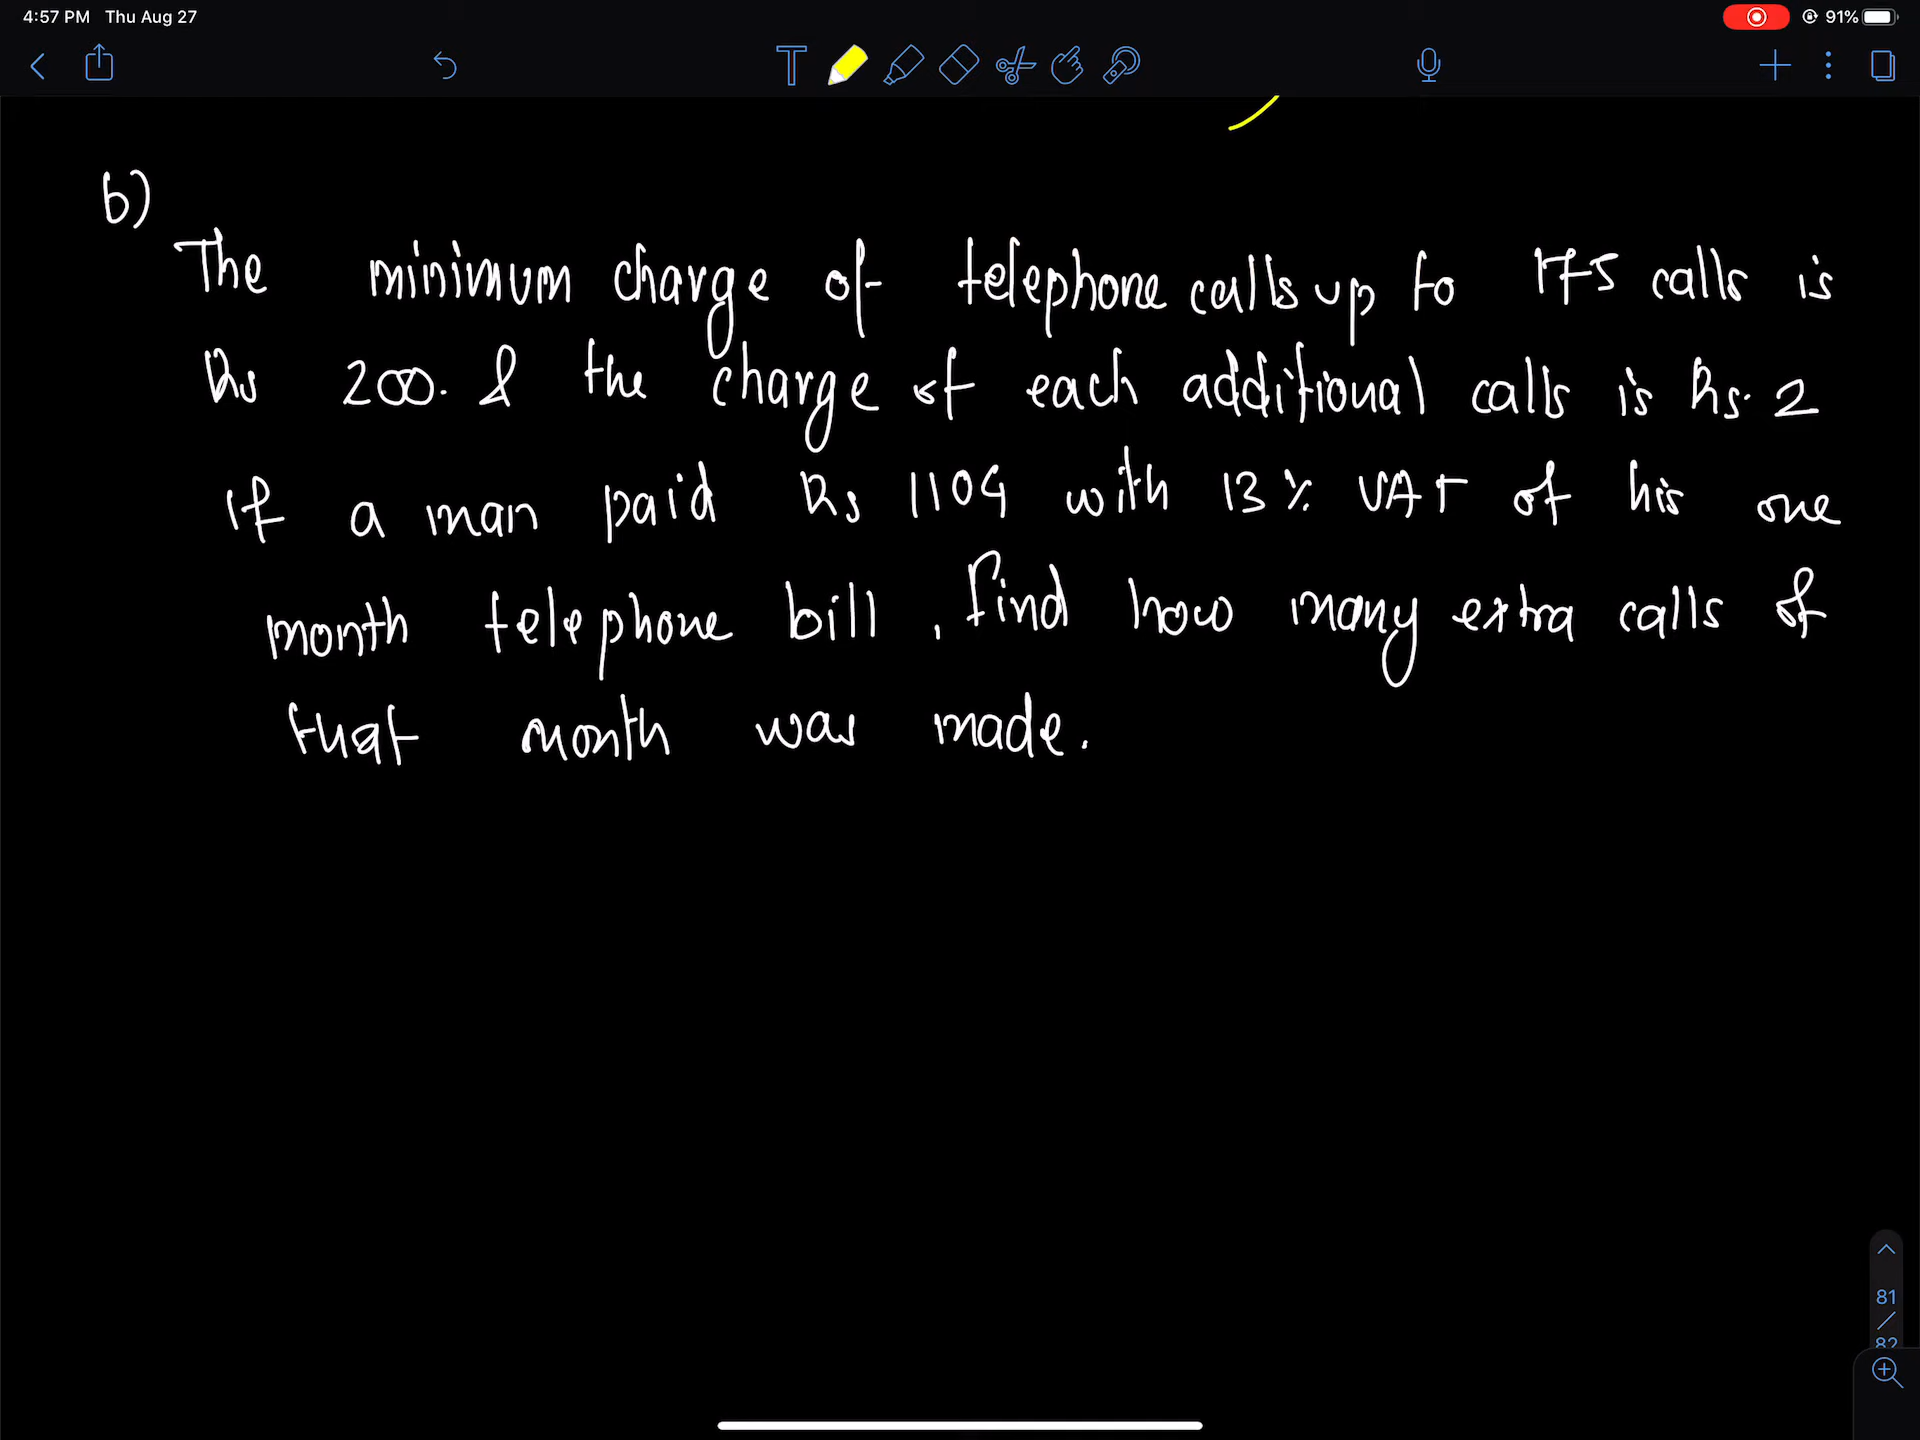 4:57 PM Thu Aug 27
91%
b)
The minimum charge of telephone calls up to 175 calls is
Rs 200. & the charge of each additional calls is Rs. 2
If a man paid Rs 1104 with 13% VAT of his one
month telephone bill, find how many extra calls of
that month was made.
81
/
82